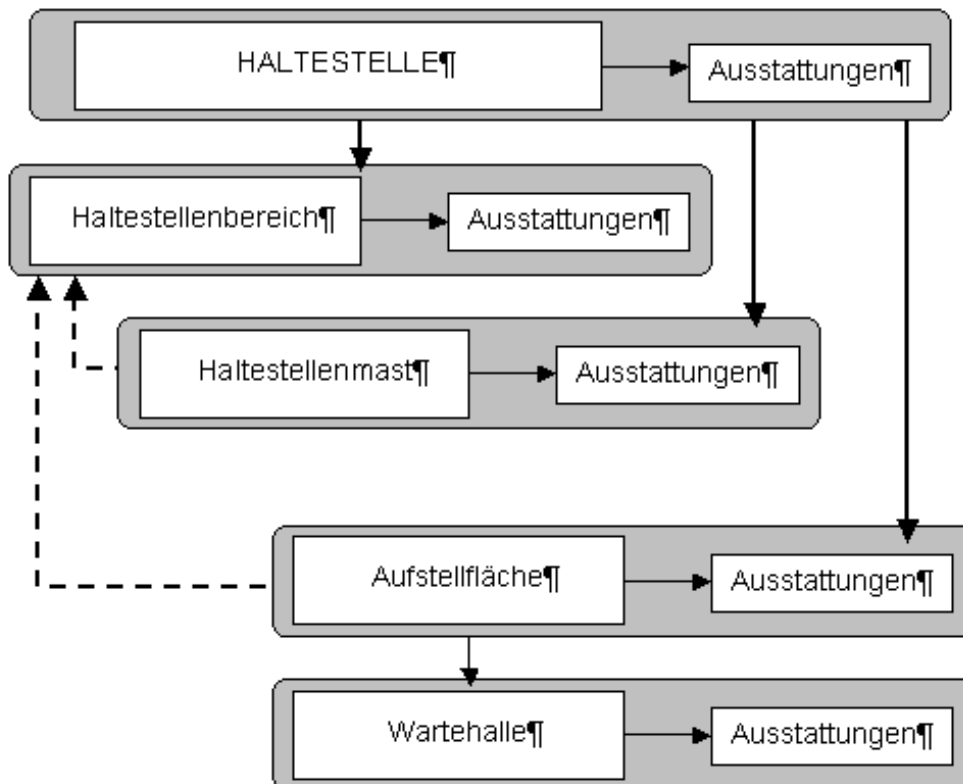 HALTESTELLE¶
Ausstattungen¶
Haltestellenbereich¶
Ausstattungen¶
Haltestellenmast¶
Ausstattungen¶
Aufstellfläche¶
Ausstattungen¶
Wartehalle¶
Ausstattungen¶